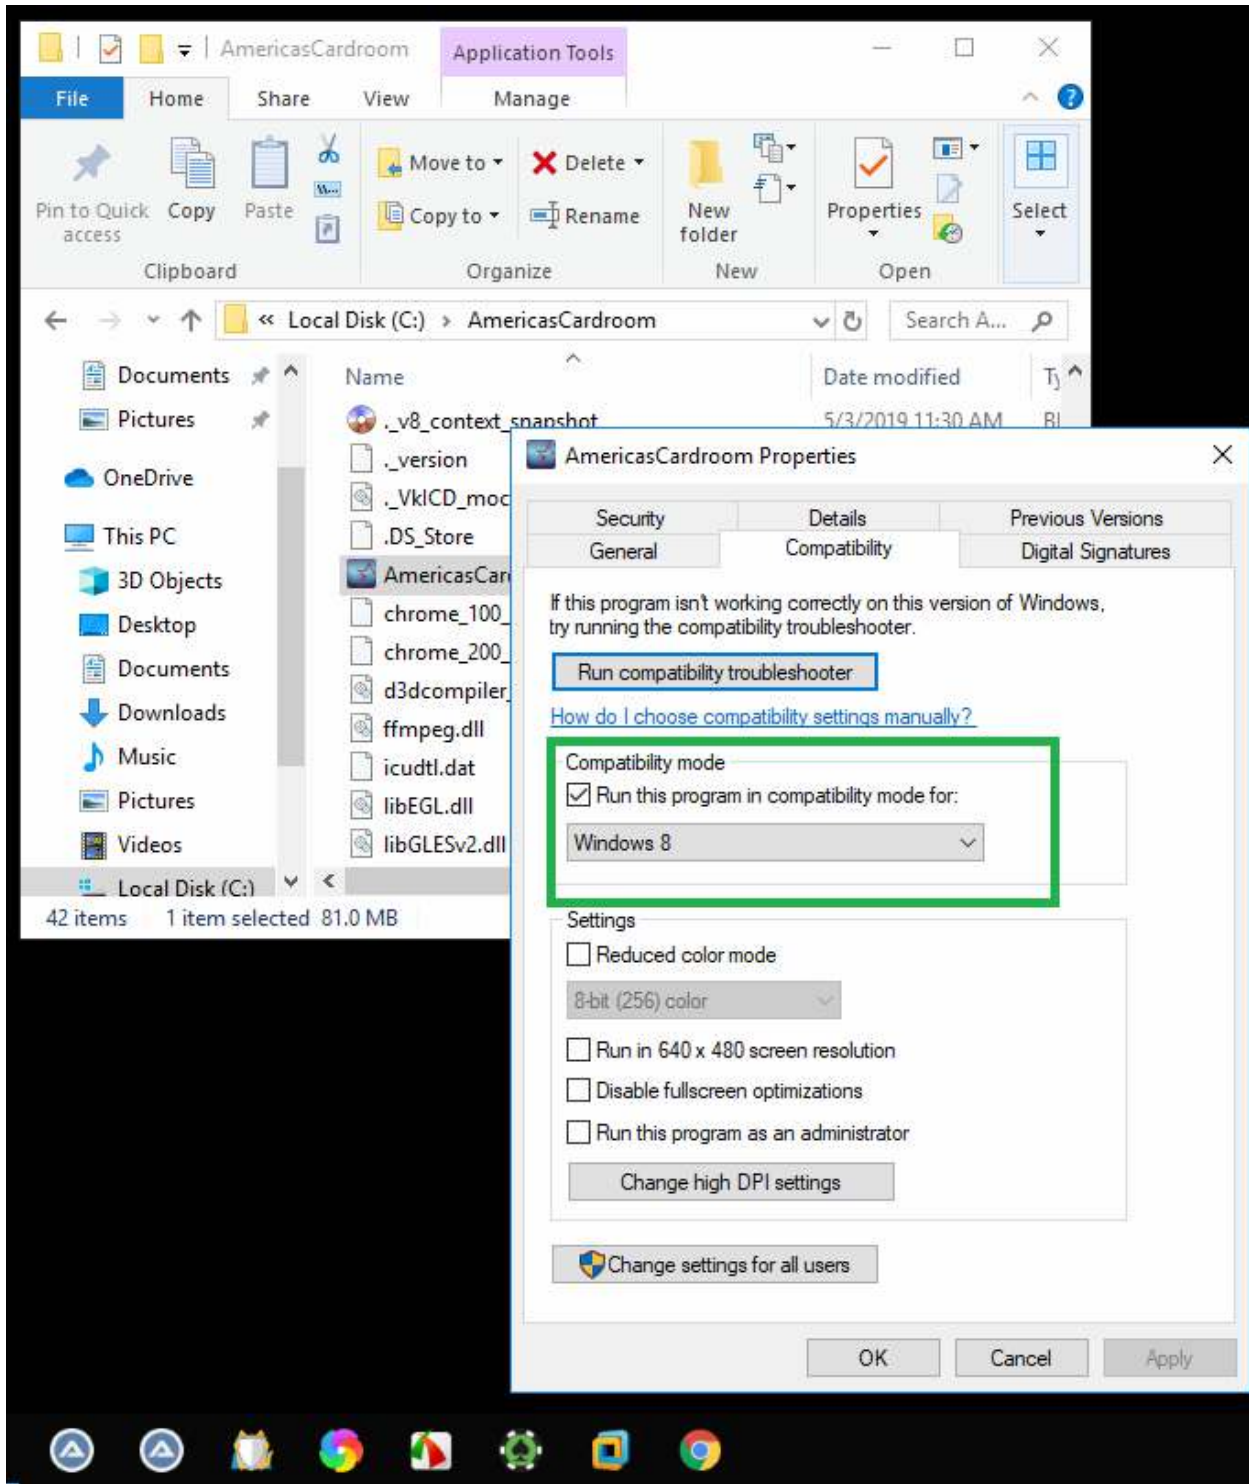 AmericasCardroom
Application Tools
File
Home
Share
View
Manage
?
Pin to Quick access
Copy
Paste
Move to
Copy to
Delete
Rename
New folder
Properties
Select
Clipboard
Organize
New
Open
« Local Disk (C:) › AmericasCardroom
Search A...
Documents
Pictures
OneDrive
This PC
3D Objects
Desktop
Documents
Downloads
Music
Pictures
Videos
Local Disk (C:)
Name
Date modified
Ty
._v8_context_snapshot
5/3/2019 11:30 AM
._version
._VkICD_moc
.DS_Store
AmericasCar
chrome_100_
chrome_200_
d3dcompiler_
ffmpeg.dll
icudtl.dat
libEGL.dll
libGLESv2.dll
42 items
1 item selected 81.0 MB
AmericasCardroom Properties
Security
Details
Previous Versions
General
Compatibility
Digital Signatures
If this program isn't working correctly on this version of Windows,
try running the compatibility troubleshooter.
Run compatibility troubleshooter
How do I choose compatibility settings manually?
Compatibility mode
Run this program in compatibility mode for:
Windows 8
Settings
Reduced color mode
8-bit (256) color
Run in 640 x 480 screen resolution
Disable fullscreen optimizations
Run this program as an administrator
Change high DPI settings
Change settings for all users
OK
Cancel
Apply